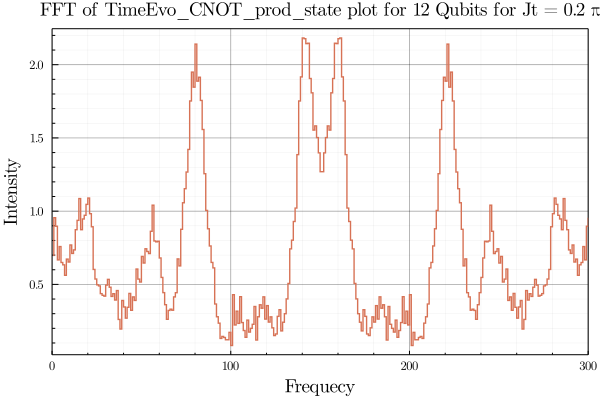 FFT of TimeEvo_CNOT_prod_state plot for 12 Qubits for Jt = 0.2 π
2.0
1.5
1.0
0.5
Intensity
0 100 200 300
Frequecy